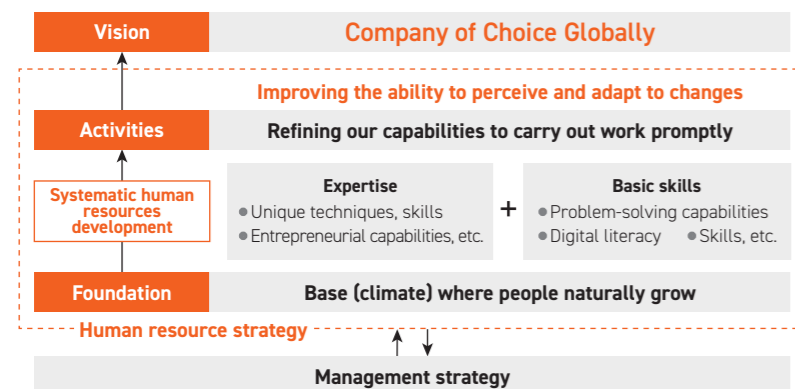 Vision
Company of Choice Globally
Improving the ability to perceive and adapt to changes
Activities
Refining our capabilities to carry out work promptly
Systematic human
resources
development
Expertise
● Unique techniques, skills
● Entrepreneurial capabilities, etc.
+
Basic skills
● Problem-solving capabilities
● Digital literacy ● Skills, etc.
Foundation
Base (climate) where people naturally grow
Human resource strategy
Management strategy